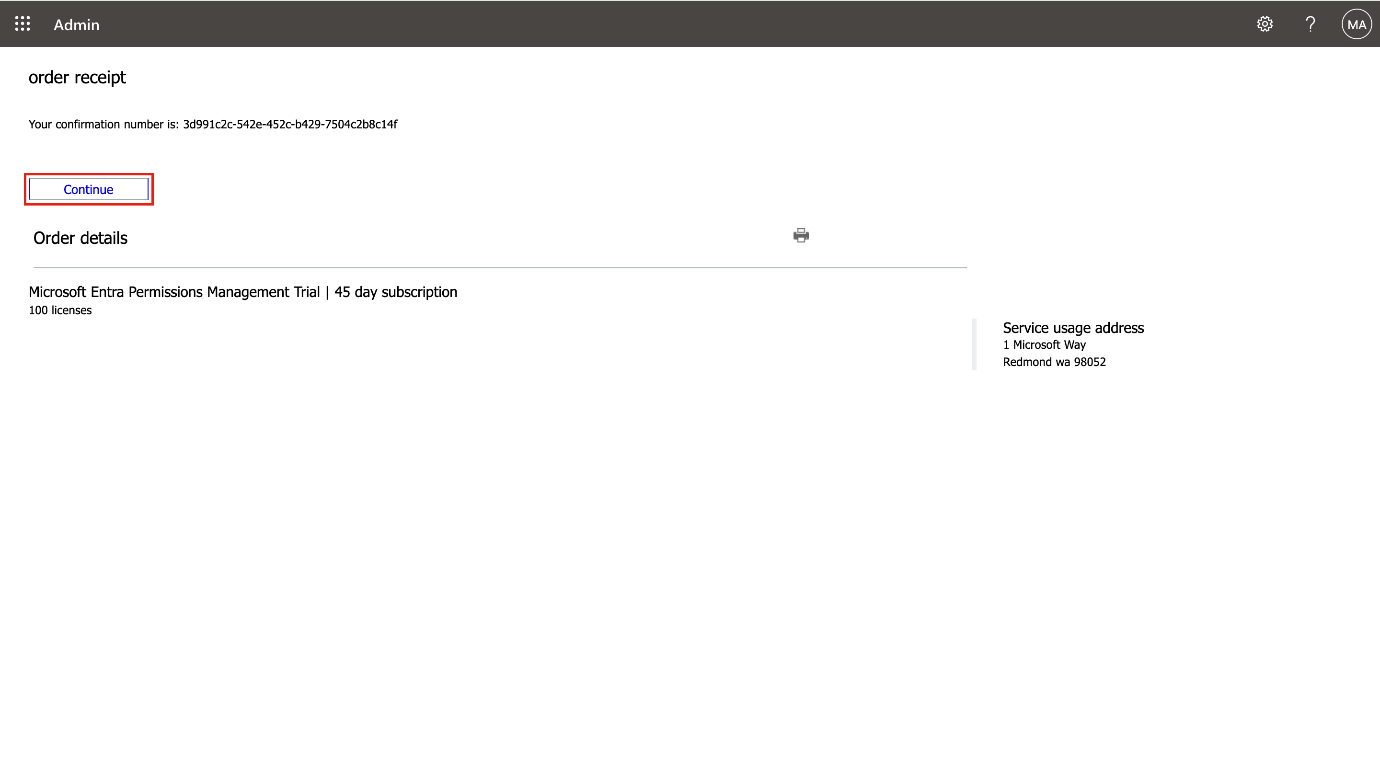 Admin
?
MA
order receipt
Your confirmation number is: 3d991c2c-542e-452c-b429-7504c2b8c14f
Continue
Order details
Microsoft Entra Permissions Management Trial | 45 day subscription
100 licenses
Service usage address
1 Microsoft Way
Redmond wa 98052